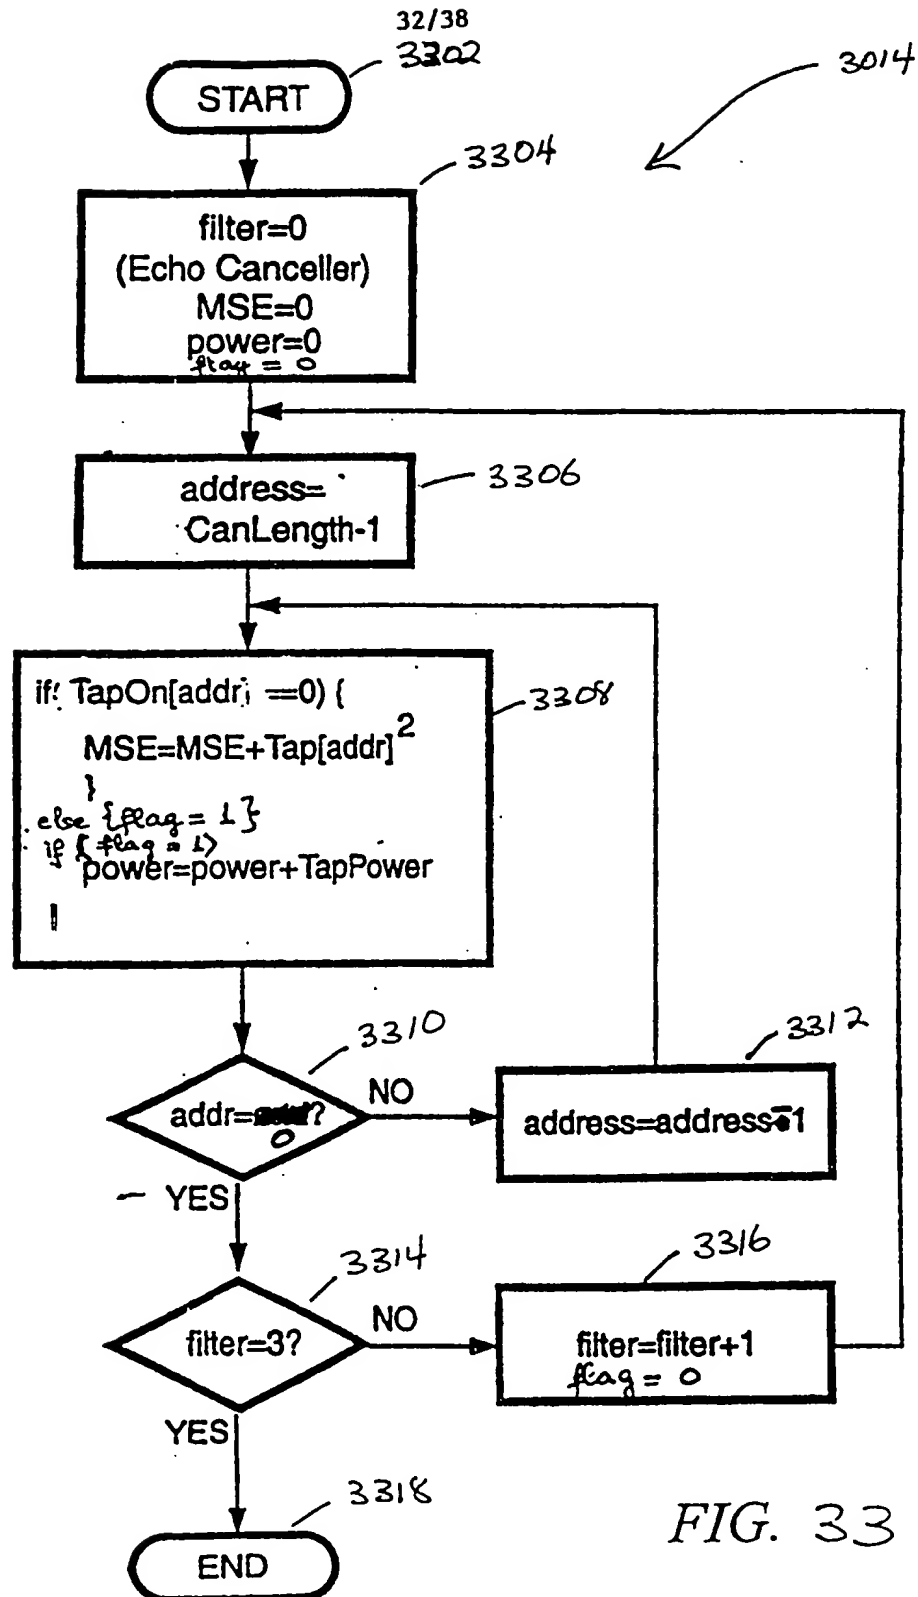 32/38
3302
3014
START
3304
filter=0
(Echo Canceller)
MSE=0
power=0
flag = 0
3306
address=
CanLength-1
3308
if TapOn[addr] ==0) {
MSE=MSE+Tap[addr]2
}
else {flag = 1}
if (flag = 1)
power=power+TapPower
3310
addr= ?
0
NO
3312
address=address-1
YES
3314
filter=3?
NO
3316
filter=filter+1
flag = 0
YES
3318
END
FIG. 33